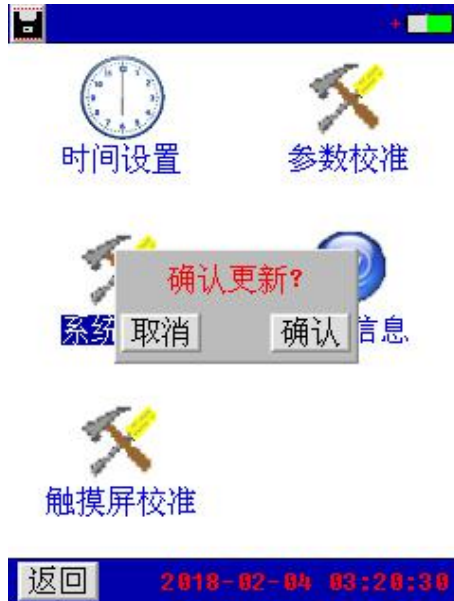 时间设置 参数校准
确认更新?
系统
取消 确认 信息
触摸屏校准
返回 2018-02-04 03:20:30